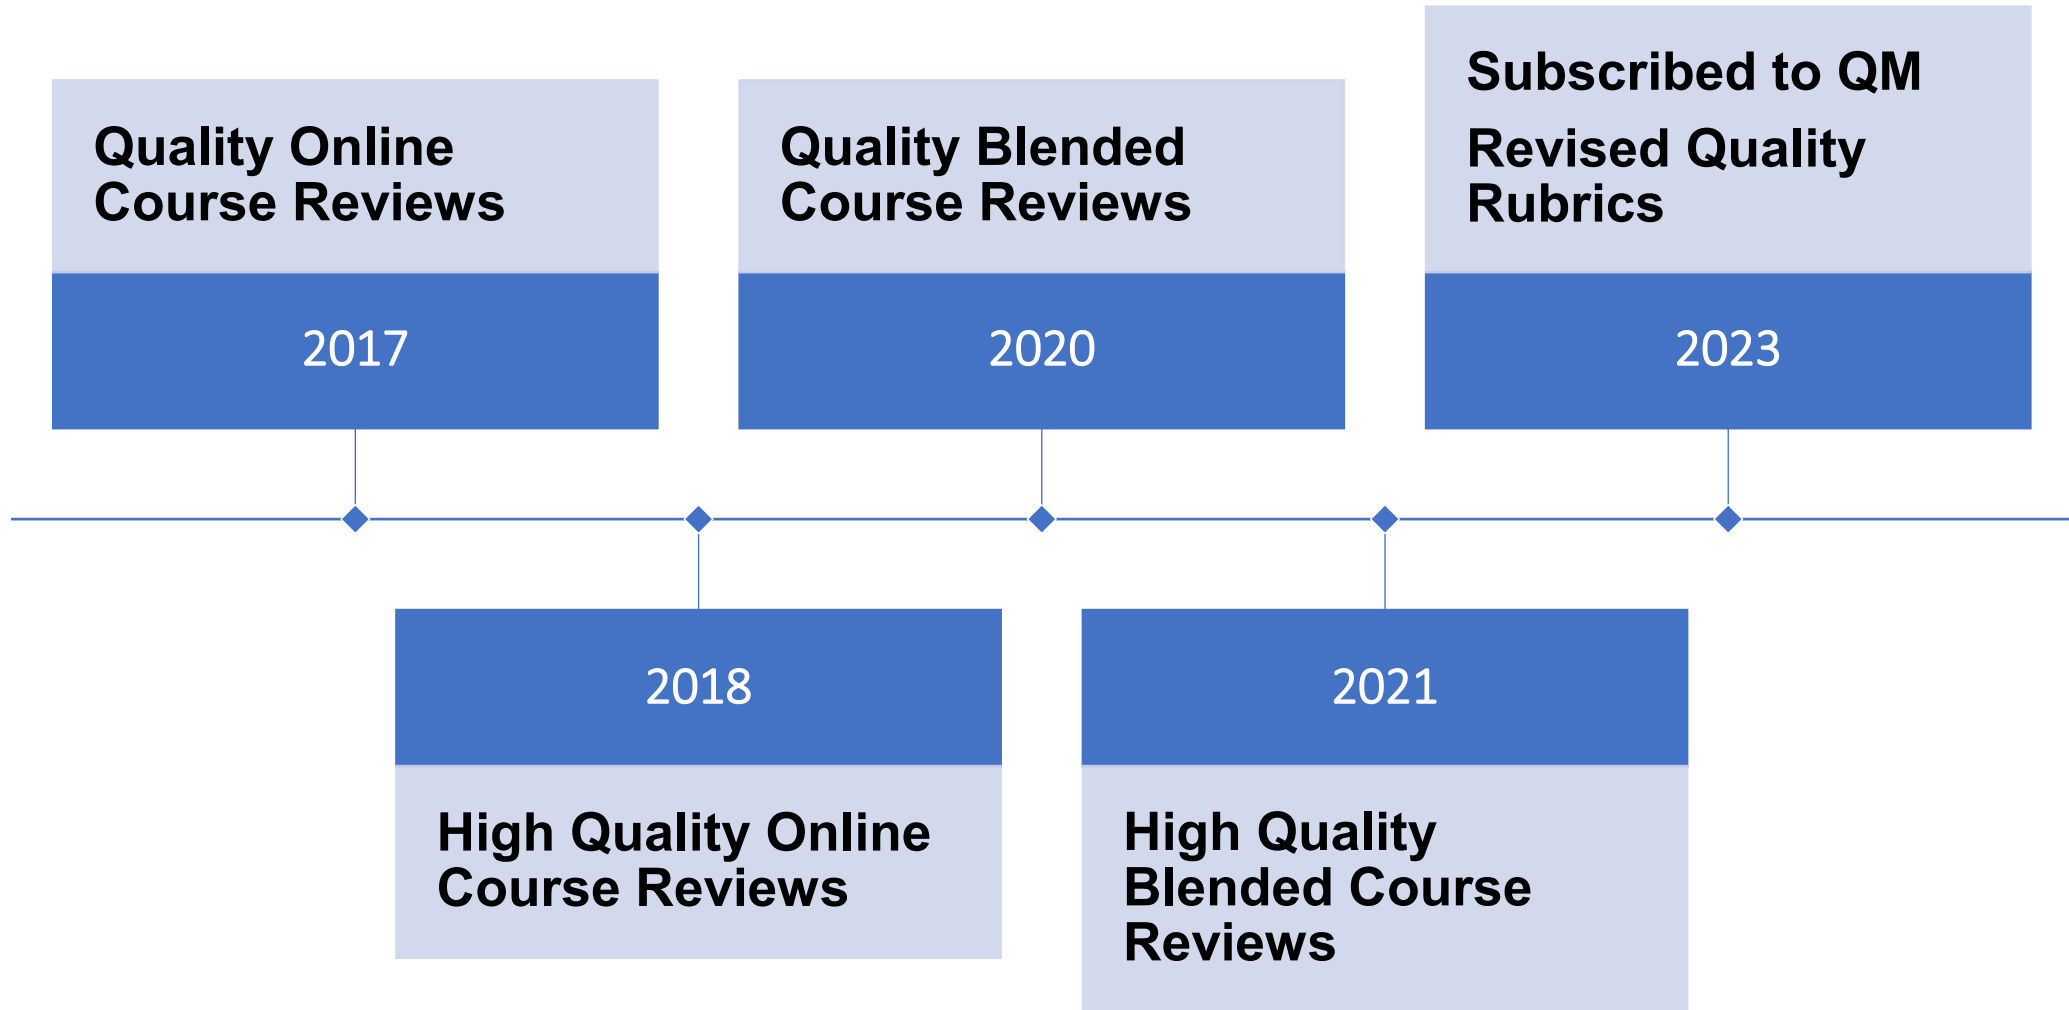 Quality Online
Course Reviews
2017
2018
High Quality Online
Course Reviews
Quality Blended
Course Reviews
2020
2021
High Quality
Blended Course
Reviews
Subscribed to QM
Revised Quality
Rubrics
2023